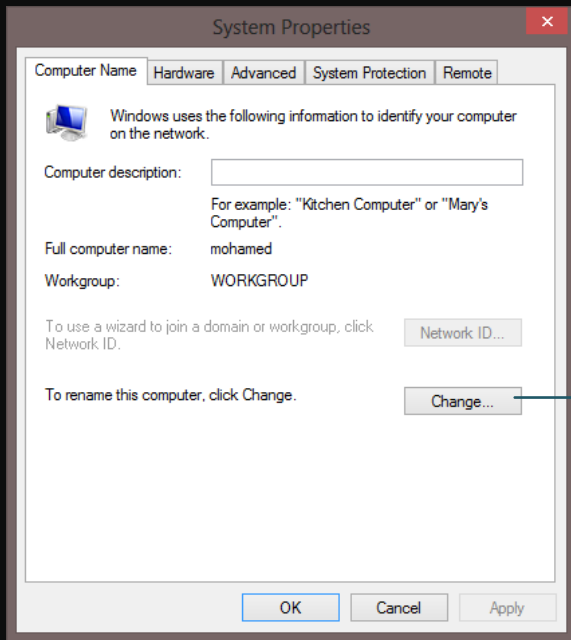 System Properties
Computer Name Hardware Advanced System Protection Remote
Windows uses the following information to identify your computer
on the network.
Computer description:
For example: "Kitchen Computer" or "Mary's
Computer".
Full computer name: mohamed
Workgroup: WORKGROUP
To use a wizard to join a domain or workgroup, click
Network ID.
Network ID...
To rename this computer, click Change.
Change...
OK Cancel Apply